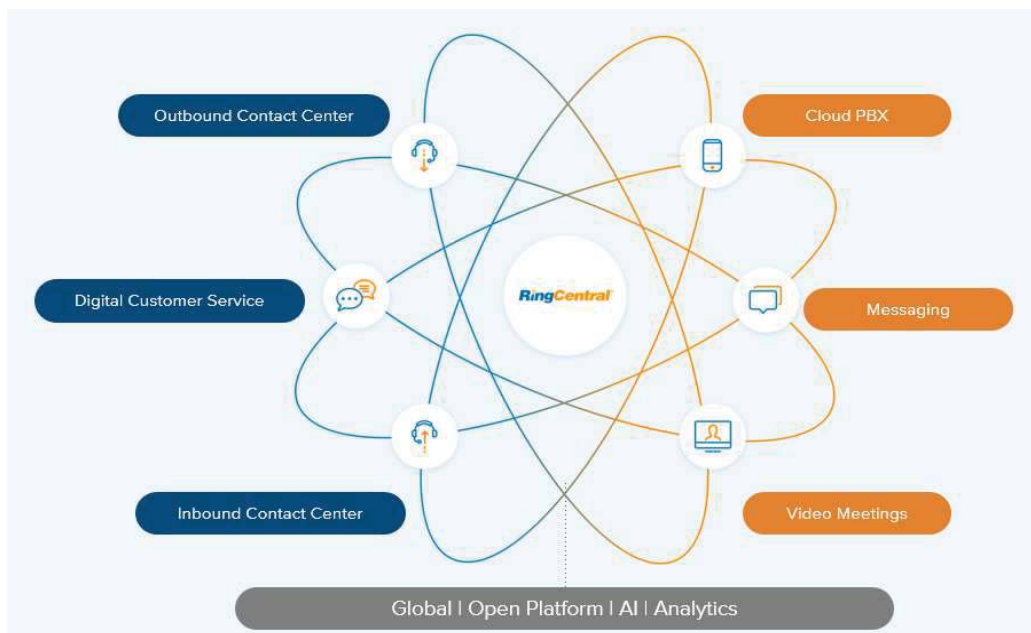 Outbound Contact Center
Cloud PBX
RingCentral
Digital Customer Service
Messaging
Inbound Contact Center
Video Meetings
Global | Open Platform | AI | Analytics